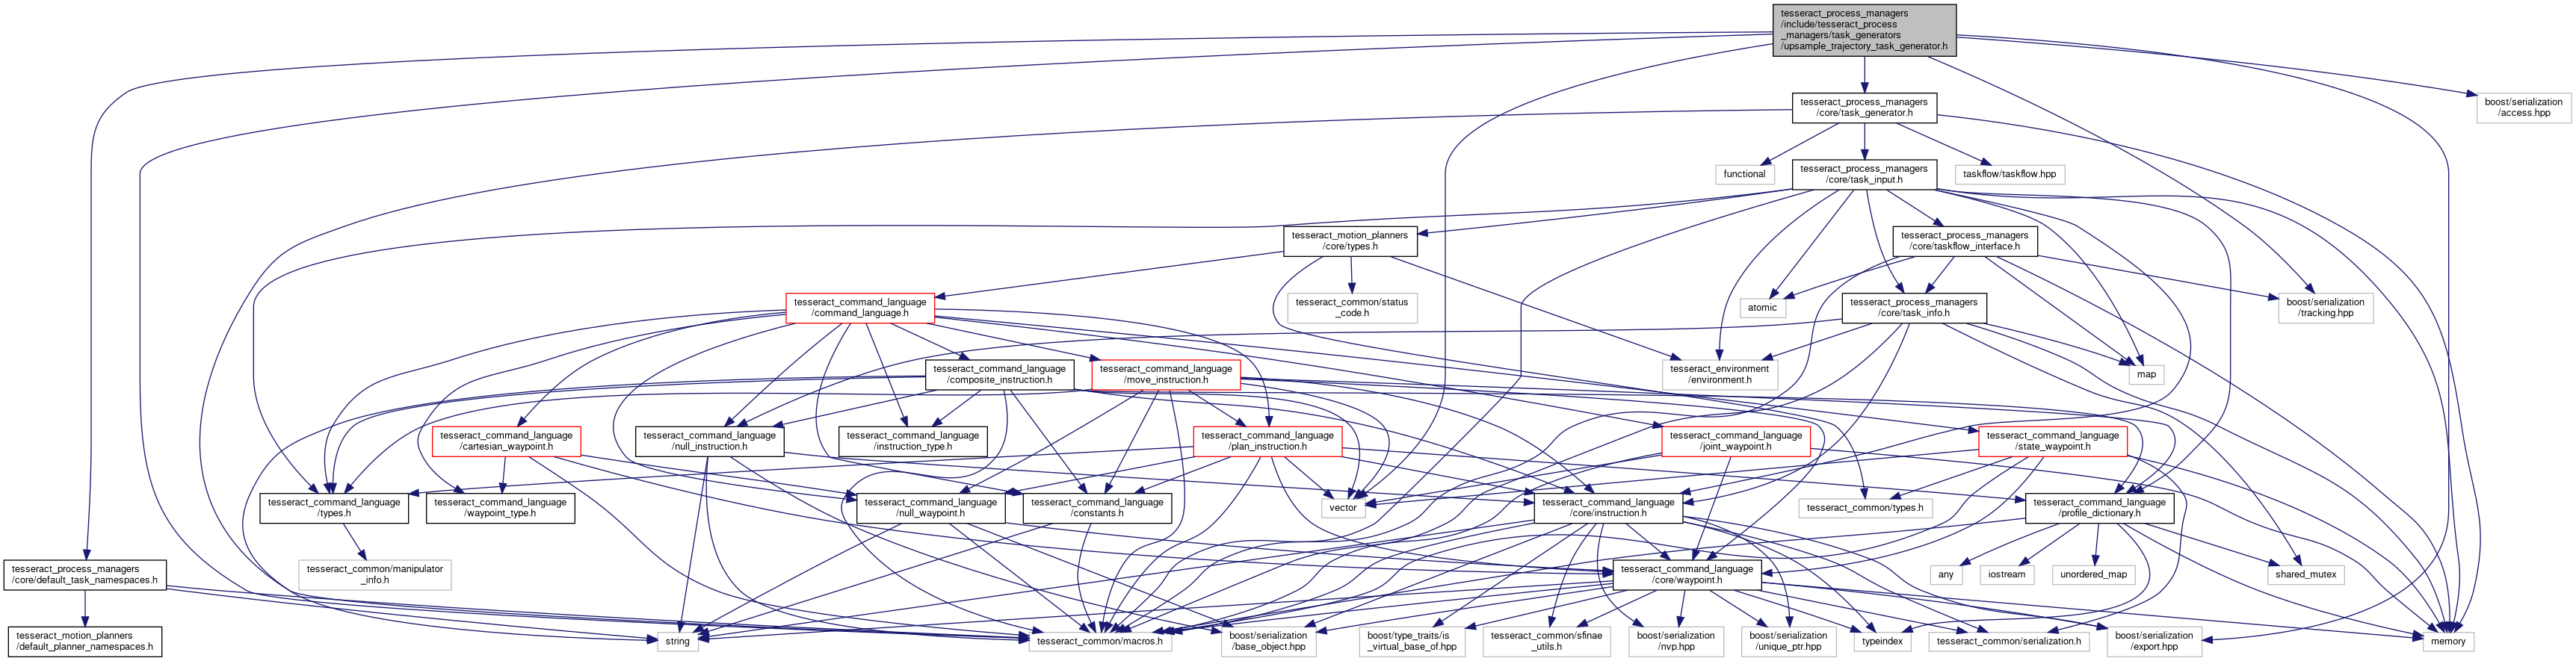 tesseract_process_managers
/include/tesseract_process
_managers/task_generators
/upsample_trajectory_task_generator.h
tesseract_process_managers
/core/task_generator.h
boost/serialization
/access.hpp
functional
tesseract_process_managers
/core/task_input.h
taskflow/taskflow.hpp
tesseract_motion_planners
/core/types.h
tesseract_process_managers
/core/taskflow_interface.h
tesseract_command_language
/command_language.h
tesseract_common/status
_code.h
atomic
tesseract_process_managers
/core/task_info.h
boost/serialization
/tracking.hpp
tesseract_command_language
/composite_instruction.h
tesseract_command_language
/move_instruction.h
tesseract_environment
/environment.h
map
tesseract_command_language
/cartesian_waypoint.h
tesseract_command_language
/null_instruction.h
tesseract_command_language
/instruction_type.h
tesseract_command_language
/plan_instruction.h
tesseract_command_language
/joint_waypoint.h
tesseract_command_language
/state_waypoint.h
tesseract_command_language
/types.h
tesseract_command_language
/waypoint_type.h
tesseract_command_language
/null_waypoint.h
tesseract_command_language
/constants.h
vector
tesseract_command_language
/core/instruction.h
tesseract_common/types.h
tesseract_command_language
/profile_dictionary.h
tesseract_process_managers
/core/default_task_namespaces.h
tesseract_common/manipulator
_info.h
tesseract_command_language
/core/waypoint.h
any
iostream
unordered_map
shared_mutex
tesseract_motion_planners
/default_planner_namespaces.h
string
tesseract_common/macros.h
boost/serialization
/base_object.hpp
boost/type_traits/is
_virtual_base_of.hpp
tesseract_common/sfinae
_utils.h
boost/serialization
/nvp.hpp
boost/serialization
/unique_ptr.hpp
typeindex
tesseract_common/serialization.h
boost/serialization
/export.hpp
memory